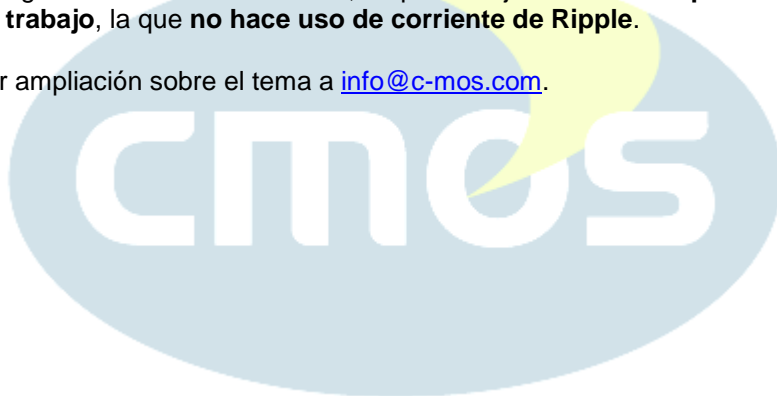 trabajo, la que no hace uso de corriente de Ripple.
r ampliación sobre el tema a info@c-mos.com.
cmos